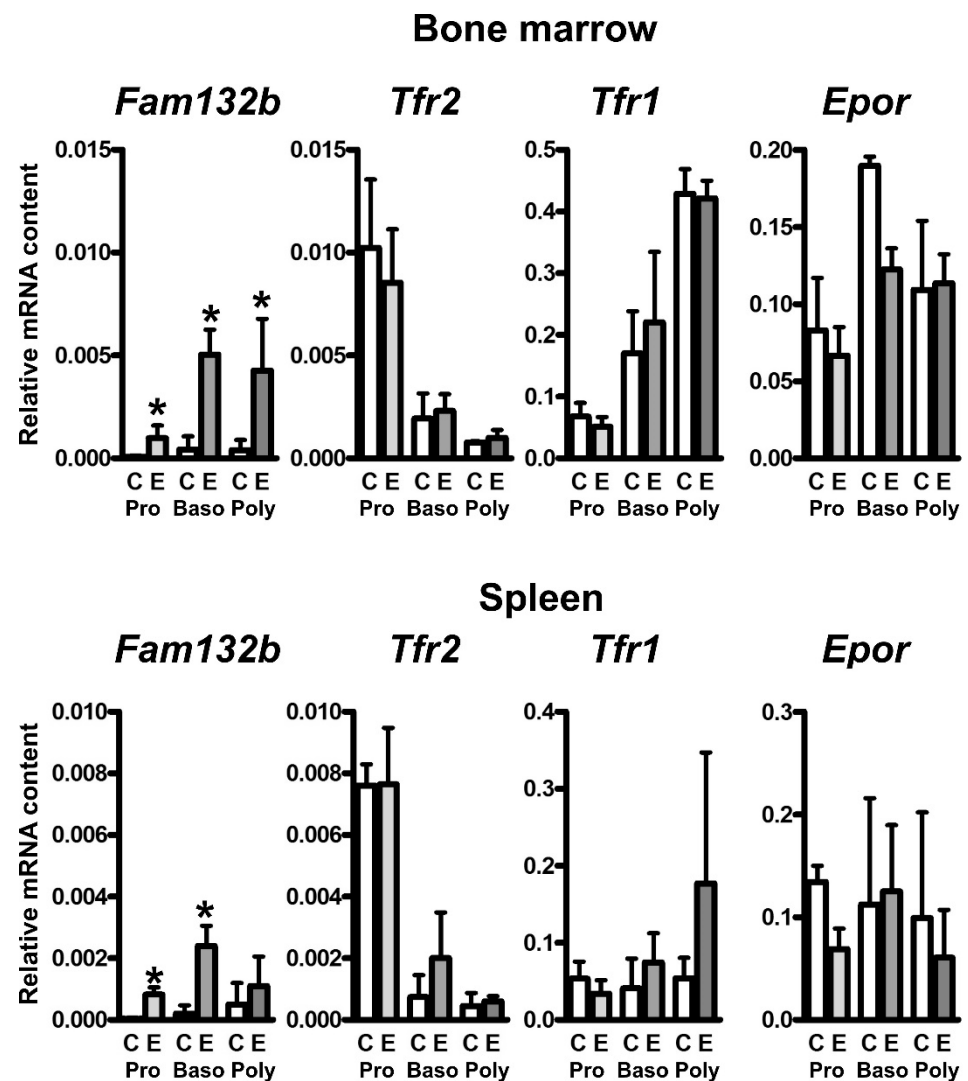 Bone marrow
Fam132b Tfr2 Tfr1 Epor
Relative mRNA content
0.015
0.010
0.005
0.000
* * *
C E C E C E
Pro Baso Poly
0.015
0.010
0.005
0.000
C E C E C E
Pro Baso Poly
0.5
0.4
0.3
0.2
0.1
0.0
C E C E C E
Pro Baso Poly
0.20
0.15
0.10
0.05
0.00
C E C E C E
Pro Baso Poly
Spleen
Fam132b Tfr2 Tfr1 Epor
Relative mRNA content
0.010
0.008
0.006
0.004
0.002
0.000
* *
C E C E C E
Pro Baso Poly
0.010
0.008
0.006
0.004
0.002
0.000
C E C E C E
Pro Baso Poly
0.4
0.3
0.2
0.1
0.0
C E C E C E
Pro Baso Poly
0.3
0.2
0.1
0.0
C E C E C E
Pro Baso Poly